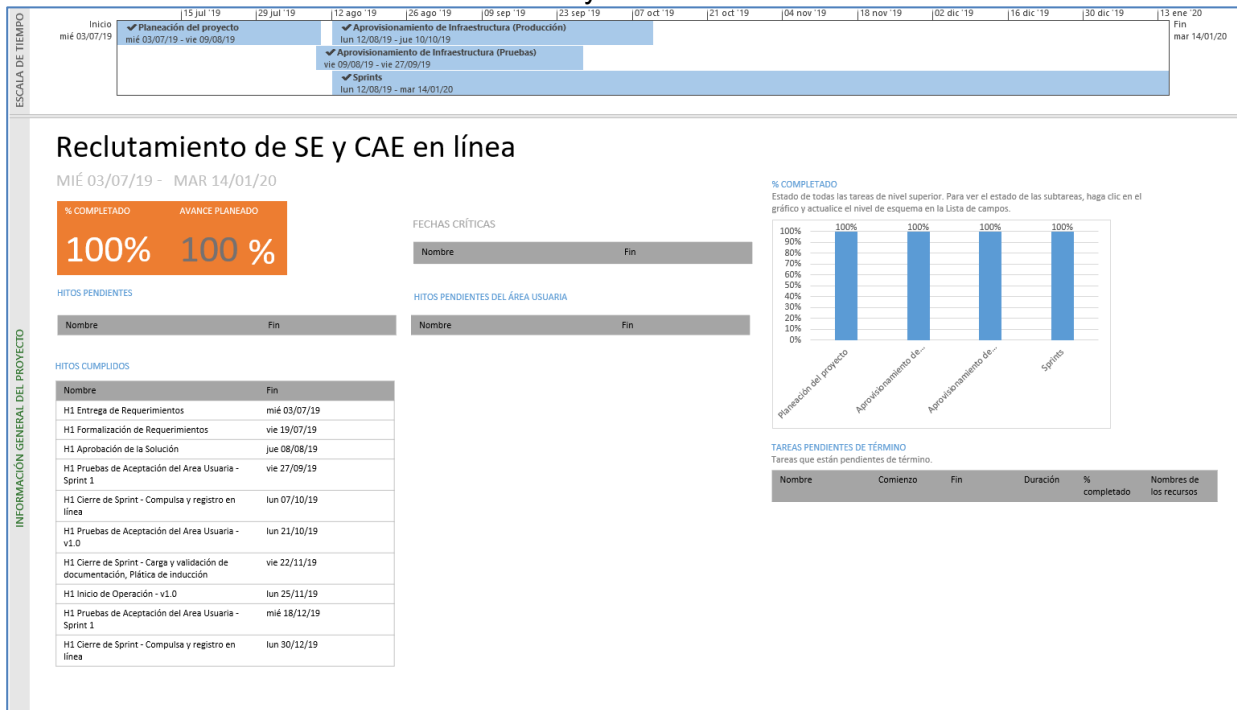 15 jul '19 29 jul '19 12 ago '19 26 ago '19 09 sep '19 23 sep '19 07 oct '19 21 oct '19 04 nov '19 18 nov '19 02 dic '19 16 dic '19 30 dic '19 13 ene '20
Inicio
mié 03/07/19
Planeación del proyecto
mié 03/07/19 - vie 09/08/19
Aprovisionamiento de Infraestructura (Producción)
lun 12/08/19 - jue 10/10/19
Aprovisionamiento de Infraestructura (Pruebas)
vie 09/08/19 - vie 27/09/19
Sprints
lun 12/08/19 - mar 14/01/20
Fin
mar 14/01/20
ESCALA DE TIEMPO
INFORMACIÓN GENERAL DEL PROYECTO
Reclutamiento de SE y CAE en línea
MIÉ 03/07/19 - MAR 14/01/20
% COMPLETADO AVANCE PLANEADO
100% 100 %
HITOS PENDIENTES
Nombre Fin
HITOS CUMPLIDOS
Nombre Fin
H1 Entrega de Requerimientos mié 03/07/19
H1 Formalización de Requerimientos vie 19/07/19
H1 Aprobación de la Solución jue 08/08/19
H1 Pruebas de Aceptación del Area Usuaria - vie 27/09/19
Sprint 1
H1 Cierre de Sprint - Compulsa y registro en lun 07/10/19
línea
H1 Pruebas de Aceptación del Area Usuaria - lun 21/10/19
v1.0
H1 Cierre de Sprint - Carga y validación de vie 22/11/19
documentación, Plática de inducción
H1 Inicio de Operación - v1.0 lun 25/11/19
H1 Pruebas de Aceptación del Area Usuaria - mié 18/12/19
Sprint 1
H1 Cierre de Sprint - Compulsa y registro en lun 30/12/19
línea
FECHAS CRÍTICAS
Nombre Fin
HITOS PENDIENTES DEL ÁREA USUARIA
Nombre Fin
% COMPLETADO
Estado de todas las tareas de nivel superior. Para ver el estado de las subtareas, haga clic en el
gráfico y actualice el nivel de esquema en la Lista de campos.
100% 100% 100% 100%
100%
90%
80%
70%
60%
50%
40%
30%
20%
10%
0%
Planeación del proyecto
Aprovisionamiento de...
Aprovisionamiento de...
Sprints
TAREAS PENDIENTES DE TÉRMINO
Tareas que están pendientes de término.
Nombre Comienzo Fin Duración % Nombres de
completado los recursos